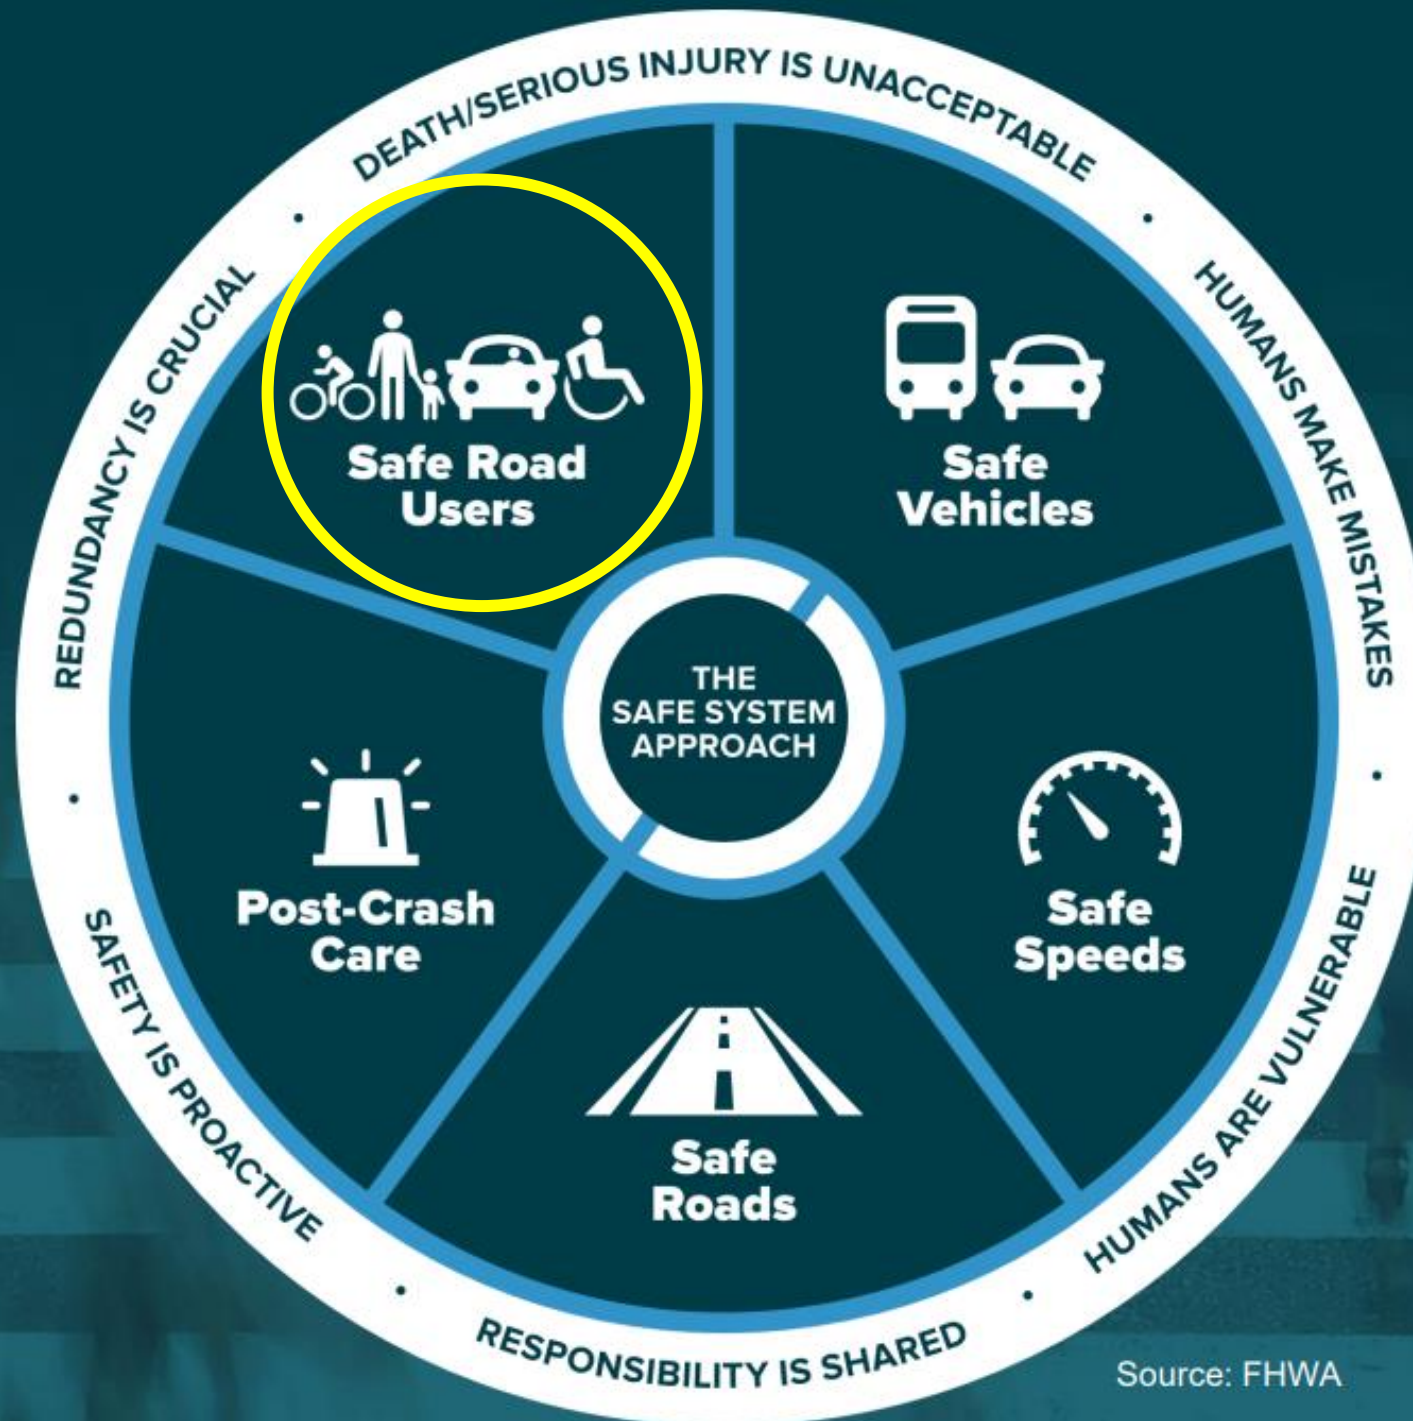 DEATH/SERIOUS INJURY IS UNACCEPTABLE
HUMANS MAKE MISTAKES
HUMANS ARE VULNERABLE
RESPONSIBILITY IS SHARED
SAFETY IS PROACTIVE
REDUNDANCY IS CRUCIAL
Safe Road
Users
Safe
Vehicles
Safe
Speeds
Safe
Roads
Post-Crash
Care
THE
SAFE SYSTEM
APPROACH
Source: FHWA